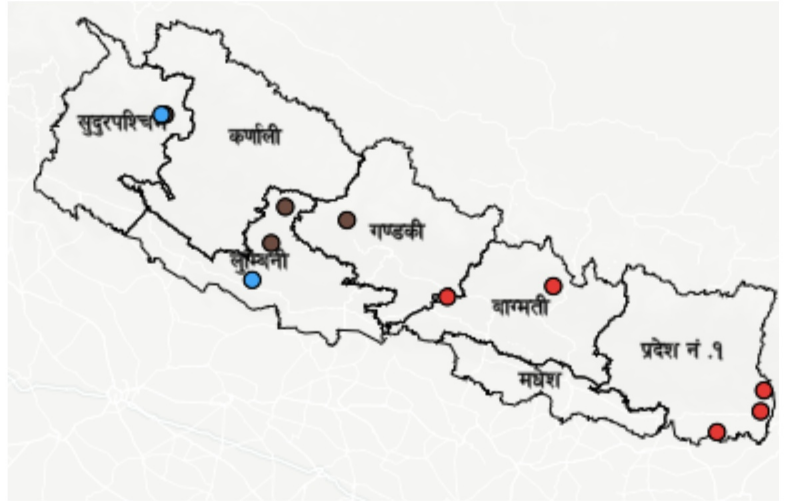 सुदुरपश्चिम
कर्णाली
गण्डकी
लुम्बिनी
बाग्मती
प्रदेश नं .१
मधेश